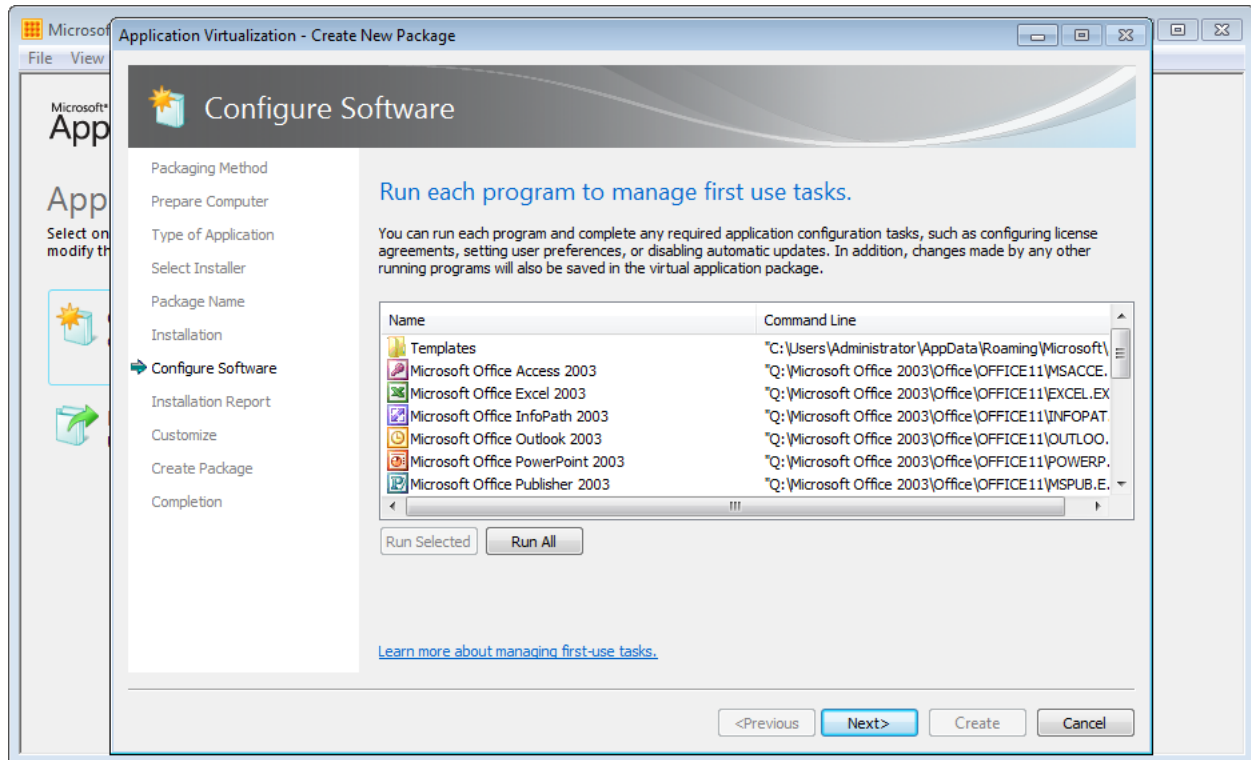 Microsof
File View
Microsoft®
App
App
Select on
modify th
Application Virtualization - Create New Package
Configure Software
Packaging Method
Prepare Computer
Type of Application
Select Installer
Package Name
Installation
Configure Software
Installation Report
Customize
Create Package
Completion
Run each program to manage first use tasks.
You can run each program and complete any required application configuration tasks, such as configuring license
agreements, setting user preferences, or disabling automatic updates. In addition, changes made by any other
running programs will also be saved in the virtual application package.
Name Command Line
Templates "C:\Users\Administrator\AppData\Roaming\Microsoft\
Microsoft Office Access 2003 "Q:\Microsoft Office 2003\Office\OFFICE11\MSACCE.
Microsoft Office Excel 2003 "Q:\Microsoft Office 2003\Office\OFFICE11\EXCEL.EX
Microsoft Office InfoPath 2003 "Q:\Microsoft Office 2003\Office\OFFICE11\INFOPAT
Microsoft Office Outlook 2003 "Q:\Microsoft Office 2003\Office\OFFICE11\OUTLOO.
Microsoft Office PowerPoint 2003 "Q:\Microsoft Office 2003\Office\OFFICE11\POWERP.
Microsoft Office Publisher 2003 "Q:\Microsoft Office 2003\Office\OFFICE11\MSPUB.E.
Run Selected Run All
Learn more about managing first-use tasks.
<Previous Next> Create Cancel